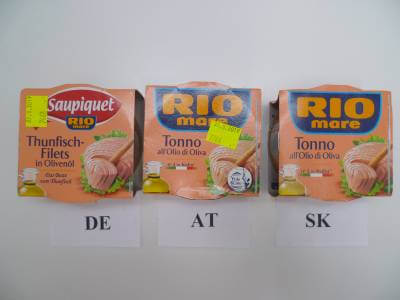 Saupiquet
RIO
mare
Thunfisch-
Filets
in Olivenöl
RIO
mare
Tonno
all'Olio di Oliva
RIO
mare
Tonno
all'Olio di Oliva
DE
AT
SK